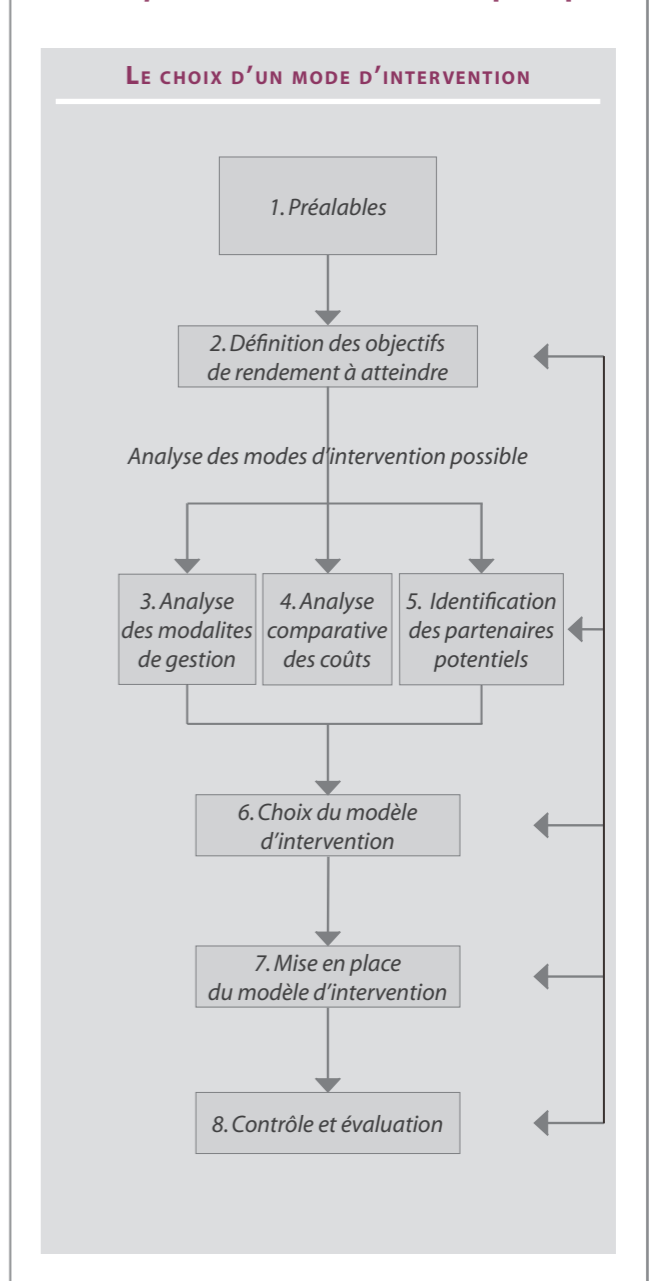 LE CHOIX D'UN MODE D'INTERVENTION
1. Préalables
2. Définition des objectifs
de rendement à atteindre
Analyse des modes d'intervention possible
3. Analyse
des modalites
de gestion
4. Analyse
comparative
des coûts
5. Identification
des partenaires
potentiels
6. Choix du modèle
d'intervention
7. Mise en place
du modèle d'intervention
8. Contrôle et évaluation